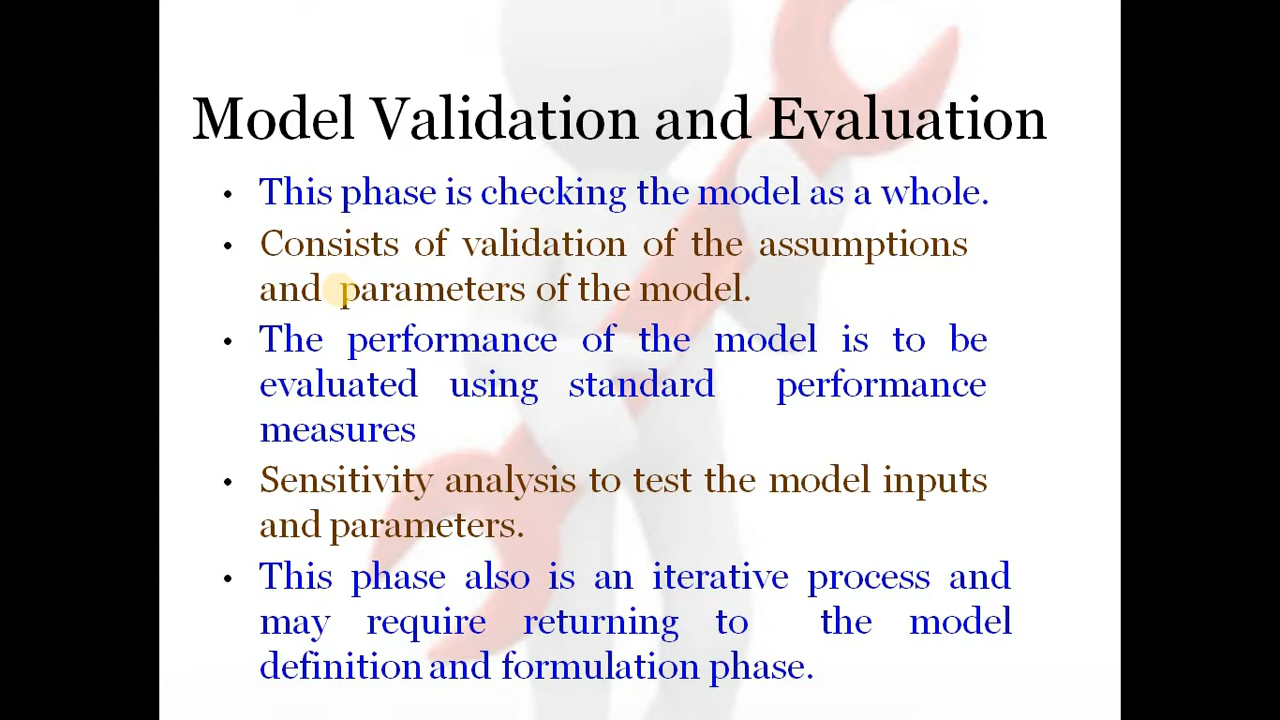 Model Validation and Evaluation
• This phase is checking the model as a whole.
• Consists of validation of the assumptions
and parameters of the model.
• The performance of the model is to be
evaluated using standard performance
measures
• Sensitivity analysis to test the model inputs
and parameters.
• This phase also is an iterative process and
may require returning to the model
definition and formulation phase.